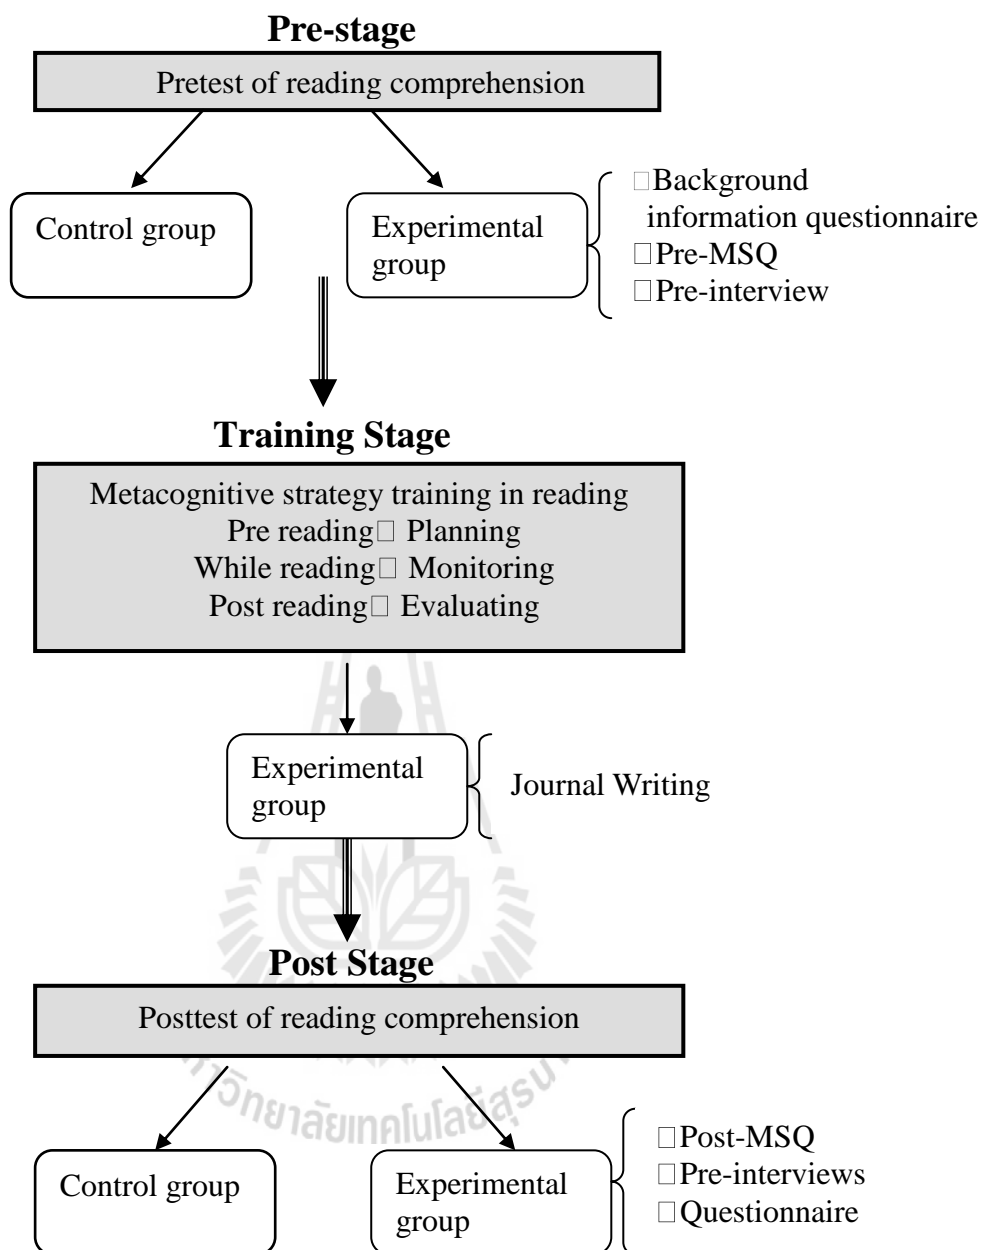 Pre-stage
Pretest of reading comprehension
Control group
Experimental
group
□Background
information questionnaire
□Pre-MSQ
□Pre-interview
Training Stage
Metacognitive strategy training in reading
Pre reading□ Planning
While reading□ Monitoring
Post reading□ Evaluating
Experimental
group
Journal Writing
Post Stage
Posttest of reading comprehension
Control group
Experimental
group
□Post-MSQ
□Pre-interviews
□Questionnaire